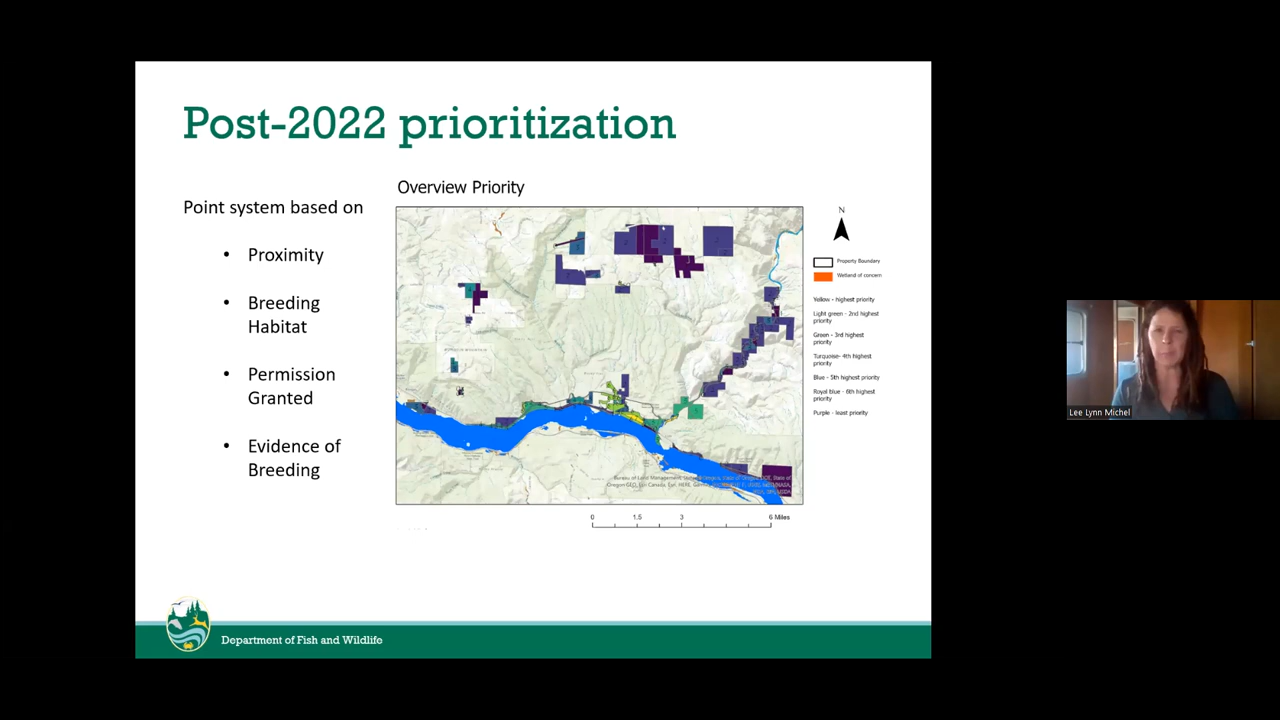 Post-2022 prioritization
Point system based on
• Proximity
• Breeding
Habitat
• Permission
Granted
• Evidence of
Breeding
Overview Priority
N
Property Boundary
Wetland of concern
Yellow - highest priority
Light green - 2nd highest
priority
Green - 3rd highest
priority
Turquoise- 4th highest
priority
Blue - 5th highest priority
Royal blue - 6th highest
priority
Purple - least priority
0 1.5 3 6 Miles
Department of Fish and Wildlife
Lee Lynn Michel